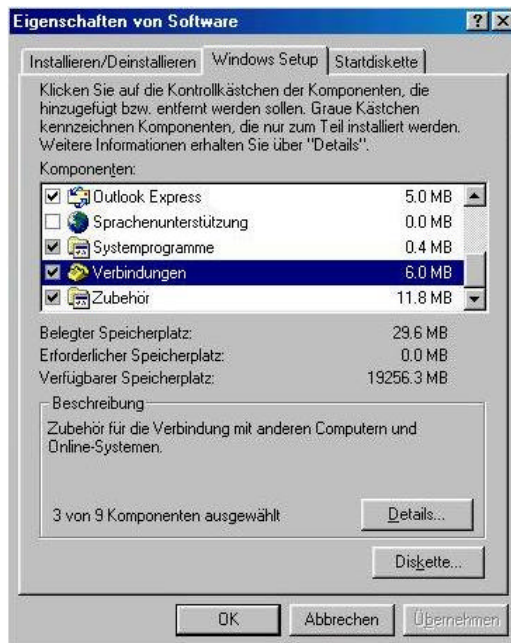 Eigenschaften von Software
Installieren/Deinstallieren Windows Setup Startdiskette
Klicken Sie auf die Kontrollkästchen der Komponenten, die
hinzugefügt bzw. entfernt werden sollen. Graue Kästchen
kennzeichnen Komponenten, die nur zum Teil installiert werden.
Weitere Informationen erhalten Sie über "Details".
Komponenten:
Outlook Express 5.0 MB
Sprachenunterstützung 0.0 MB
Systemprogramme 0.4 MB
Verbindungen 6.0 MB
Zubehör 11.8 MB
Belegter Speicherplatz: 29.6 MB
Erforderlicher Speicherplatz: 0.0 MB
Verfügbarer Speicherplatz: 19256.3 MB
Beschreibung
Zubehör für die Verbindung mit anderen Computern und
Online-Systemen.
3 von 9 Komponenten ausgewählt Details...
Diskette...
OK Abbrechen Übernehmen